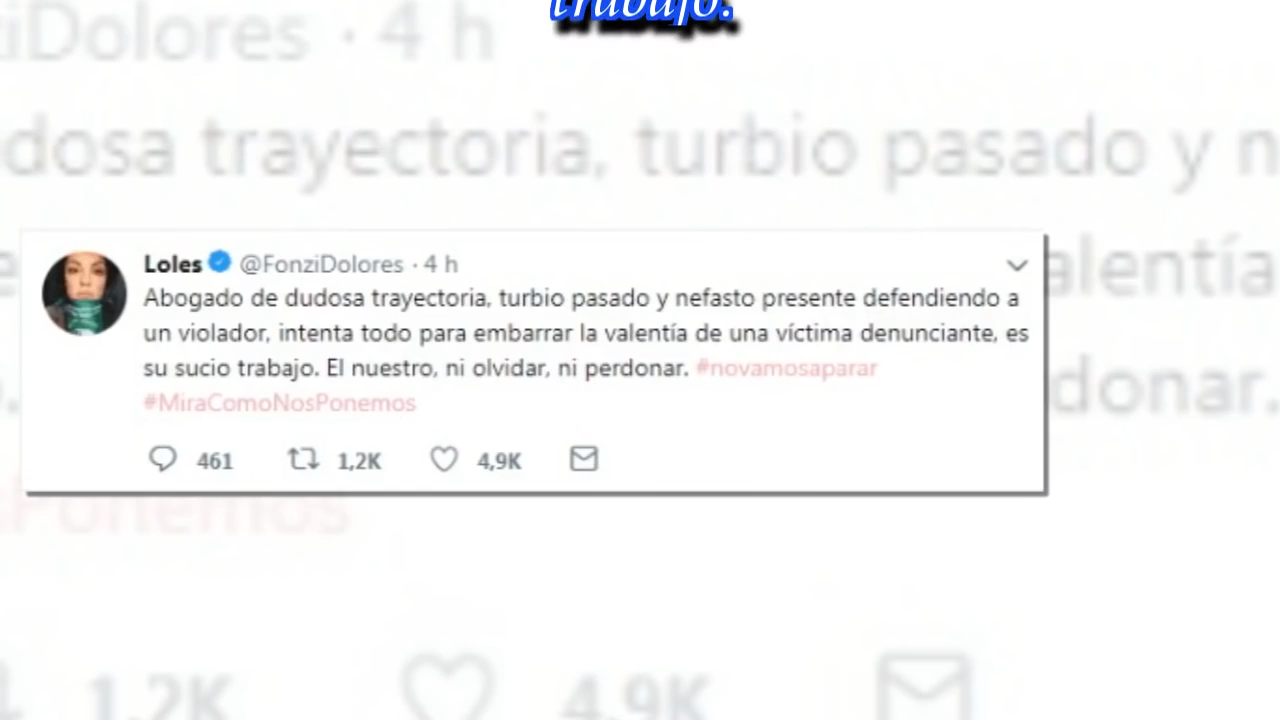 trabajo.
iDolores · 4 h
dosa trayectoria, turbio pasado y n
Loles @FonziDolores · 4 h
Abogado de dudosa trayectoria, turbio pasado y nefasto presente defendiendo a
un violador, intenta todo para embarrar la valentía de una víctima denunciante, es
su sucio trabajo. El nuestro, ni olvidar, ni perdonar. #novamosaparar
#MiraComoNosPonemos
461 1,2K 4,9K
alentía
donar.
Ponemos
1,2K 4,9K